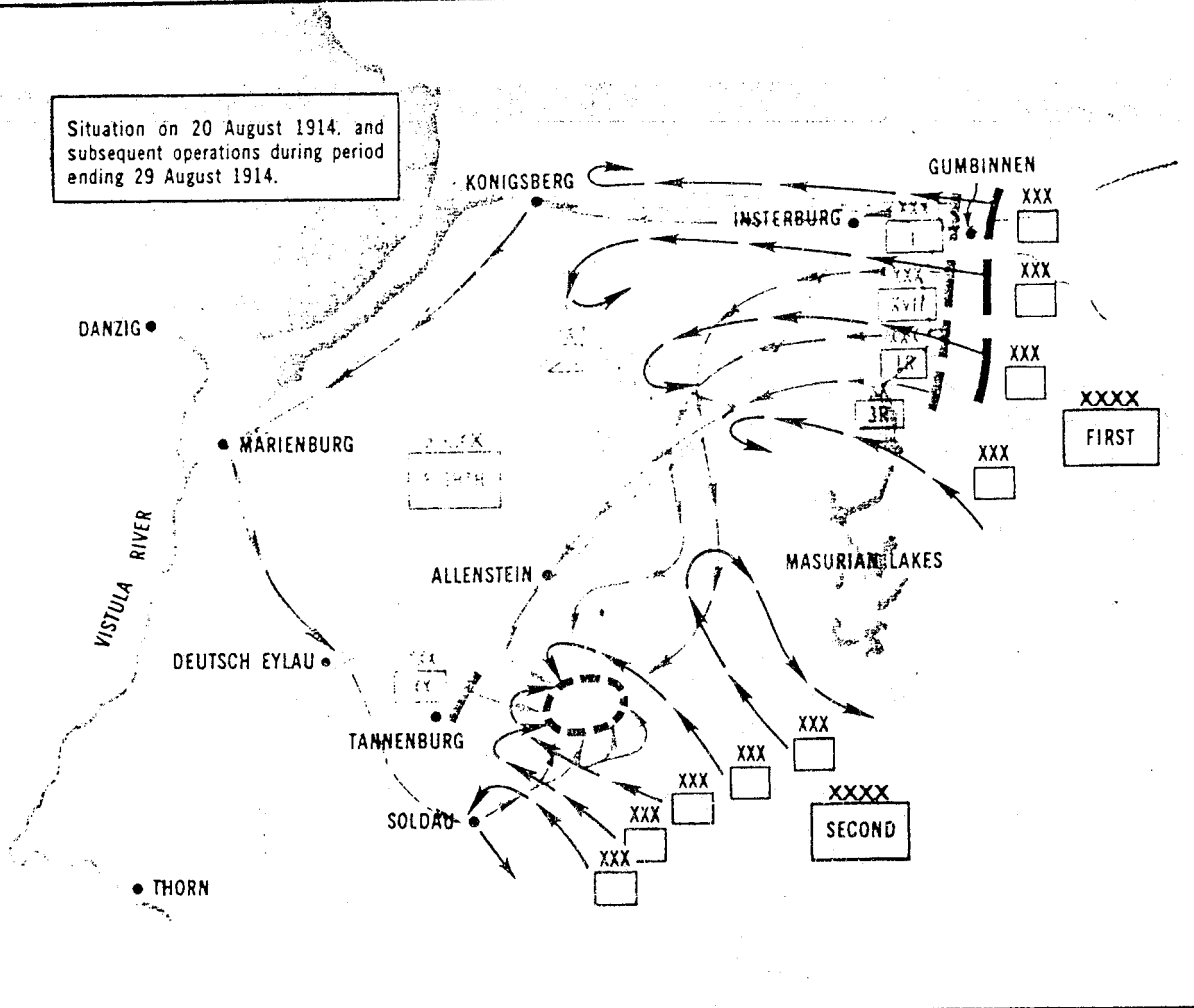 Situation on 20 August 1914, and
subsequent operations during period
ending 29 August 1914.
GUMBINNEN
KONIGSBERG
XXX
XXX
INSTERBURG
I
XXX
XXX
XVII
DANZIG
XXX
XXX
1R
XXXX
3R
FIRST
MARIENBURG
XXX
VISTULA RIVER
MASURIAN LAKES
ALLENSTEIN
DEUTSCH EYLAU
TANNENBURG
XXX
XXX
XXX
XXXX
SECOND
XXX
SOLDAU
XXX
THORN